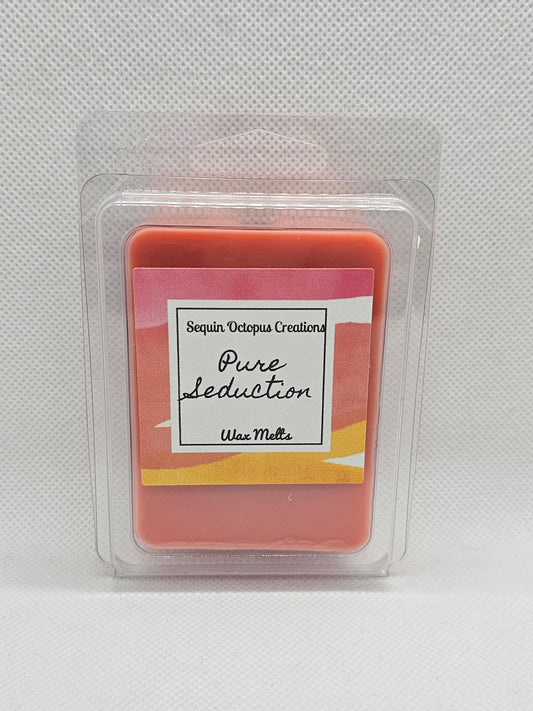 Sequin Octopus Creations
Pure
Seduction
Wax Melts